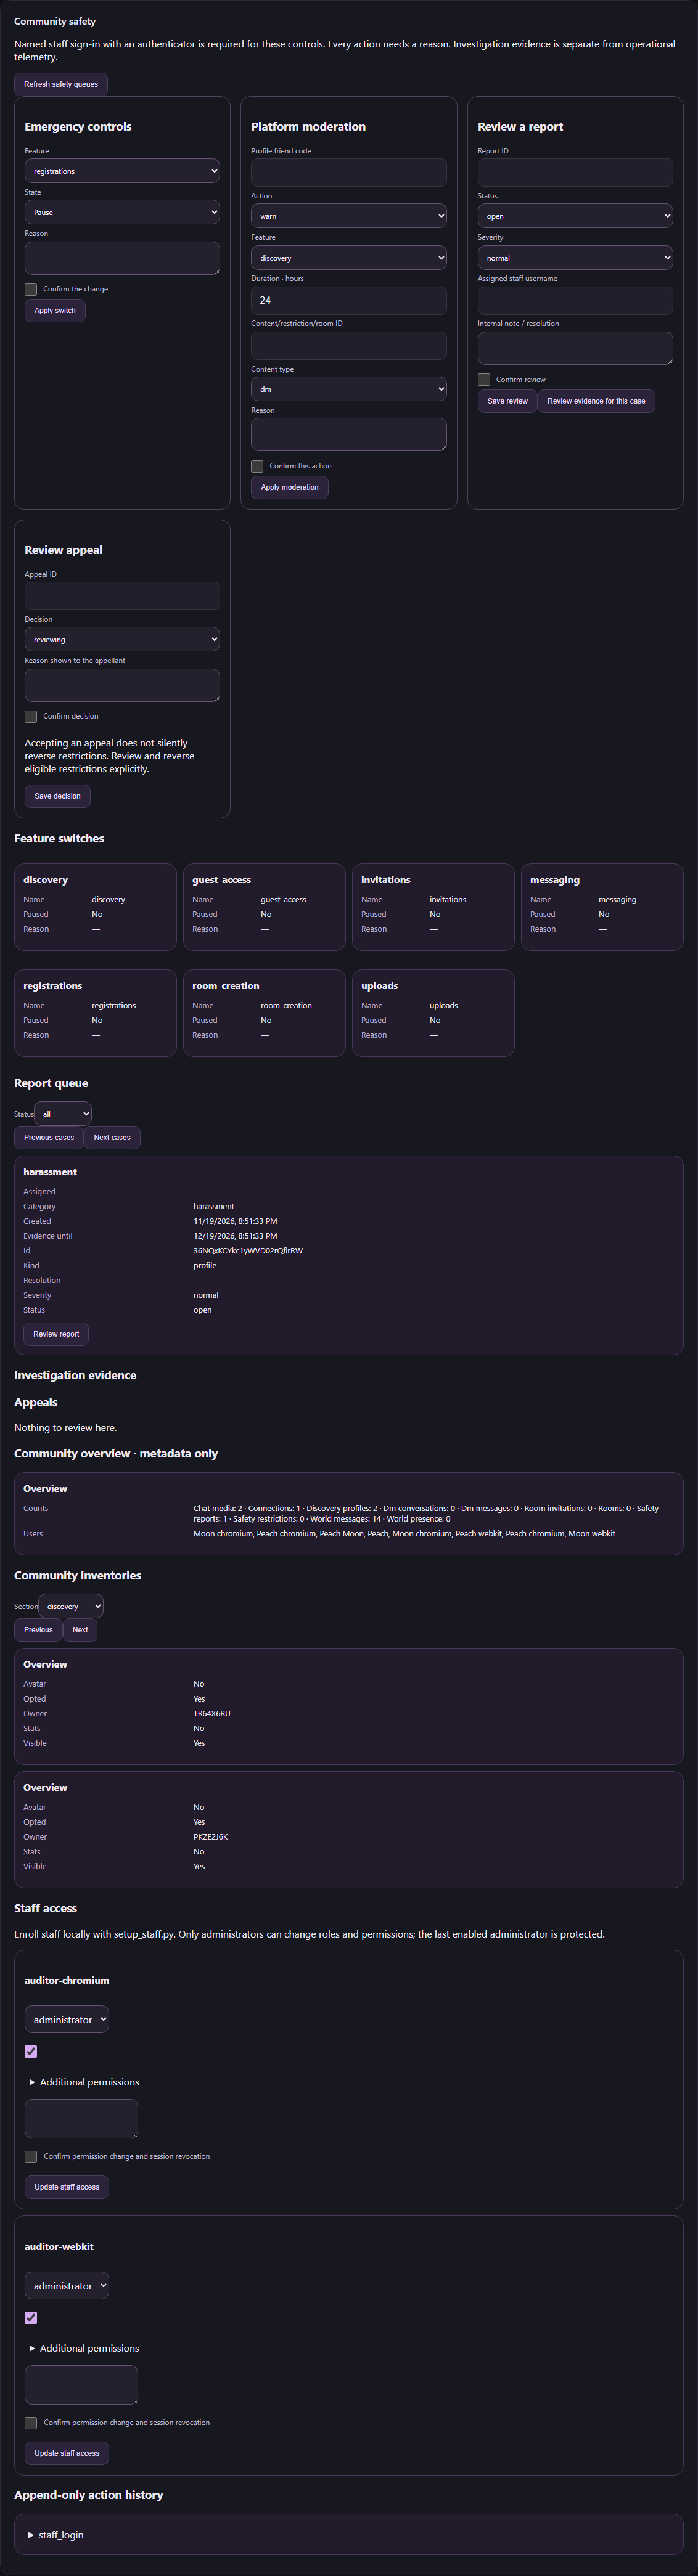 Community safety
Named staff sign-in with an authenticator is required for these controls. Every action needs a reason. Investigation evidence is separate from operational
telemetry.
Refresh safety queues
Emergency controls
Feature
registrations
State
Pause
Reason
Confirm the change
Apply switch
Platform moderation
Profile friend code
Action
warn
Feature
discovery
Duration · hours
24
Content/restriction/room ID
Content type
dm
Reason
Confirm this action
Apply moderation
Review a report
Report ID
Status
open
Severity
normal
Assigned staff username
Internal note / resolution
Confirm review
Save review Review evidence for this case
Review appeal
Appeal ID
Decision
reviewing
Reason shown to the appellant
Confirm decision
Accepting an appeal does not silently
reverse restrictions. Review and reverse
eligible restrictions explicitly.
Save decision
Feature switches
discovery
Name discovery
Paused No
Reason —
guest_access
Name guest_access
Paused No
Reason —
invitations
Name invitations
Paused No
Reason —
messaging
Name messaging
Paused No
Reason —
registrations
Name registrations
Paused No
Reason —
room_creation
Name room_creation
Paused No
Reason —
uploads
Name uploads
Paused No
Reason —
Report queue
Status all
Previous cases Next cases
harassment
Assigned —
Category harassment
Created 11/19/2026, 8:51:33 PM
Evidence until 12/19/2026, 8:51:33 PM
Id 36NQxKCYkc1yWVD02rQflrRW
Kind profile
Resolution —
Severity normal
Status open
Review report
Investigation evidence
Appeals
Nothing to review here.
Community overview · metadata only
Overview
Counts Chat media: 2 · Connections: 1 · Discovery profiles: 2 · Dm conversations: 0 · Dm messages: 0 · Room invitations: 0 · Rooms: 0 · Safety
reports: 1 · Safety restrictions: 0 · World messages: 14 · World presence: 0
Users Moon chromium, Peach chromium, Peach Moon, Peach, Moon chromium, Peach webkit, Peach chromium, Moon webkit
Community inventories
Section discovery
Previous Next
Overview
Avatar No
Opted Yes
Owner TR64X6RU
Stats No
Visible Yes
Overview
Avatar No
Opted Yes
Owner PKZE2J6K
Stats No
Visible Yes
Staff access
Enroll staff locally with setup_staff.py. Only administrators can change roles and permissions; the last enabled administrator is protected.
auditor-chromium
administrator
Additional permissions
Confirm permission change and session revocation
Update staff access
auditor-webkit
administrator
Additional permissions
Confirm permission change and session revocation
Update staff access
Append-only action history
staff_login